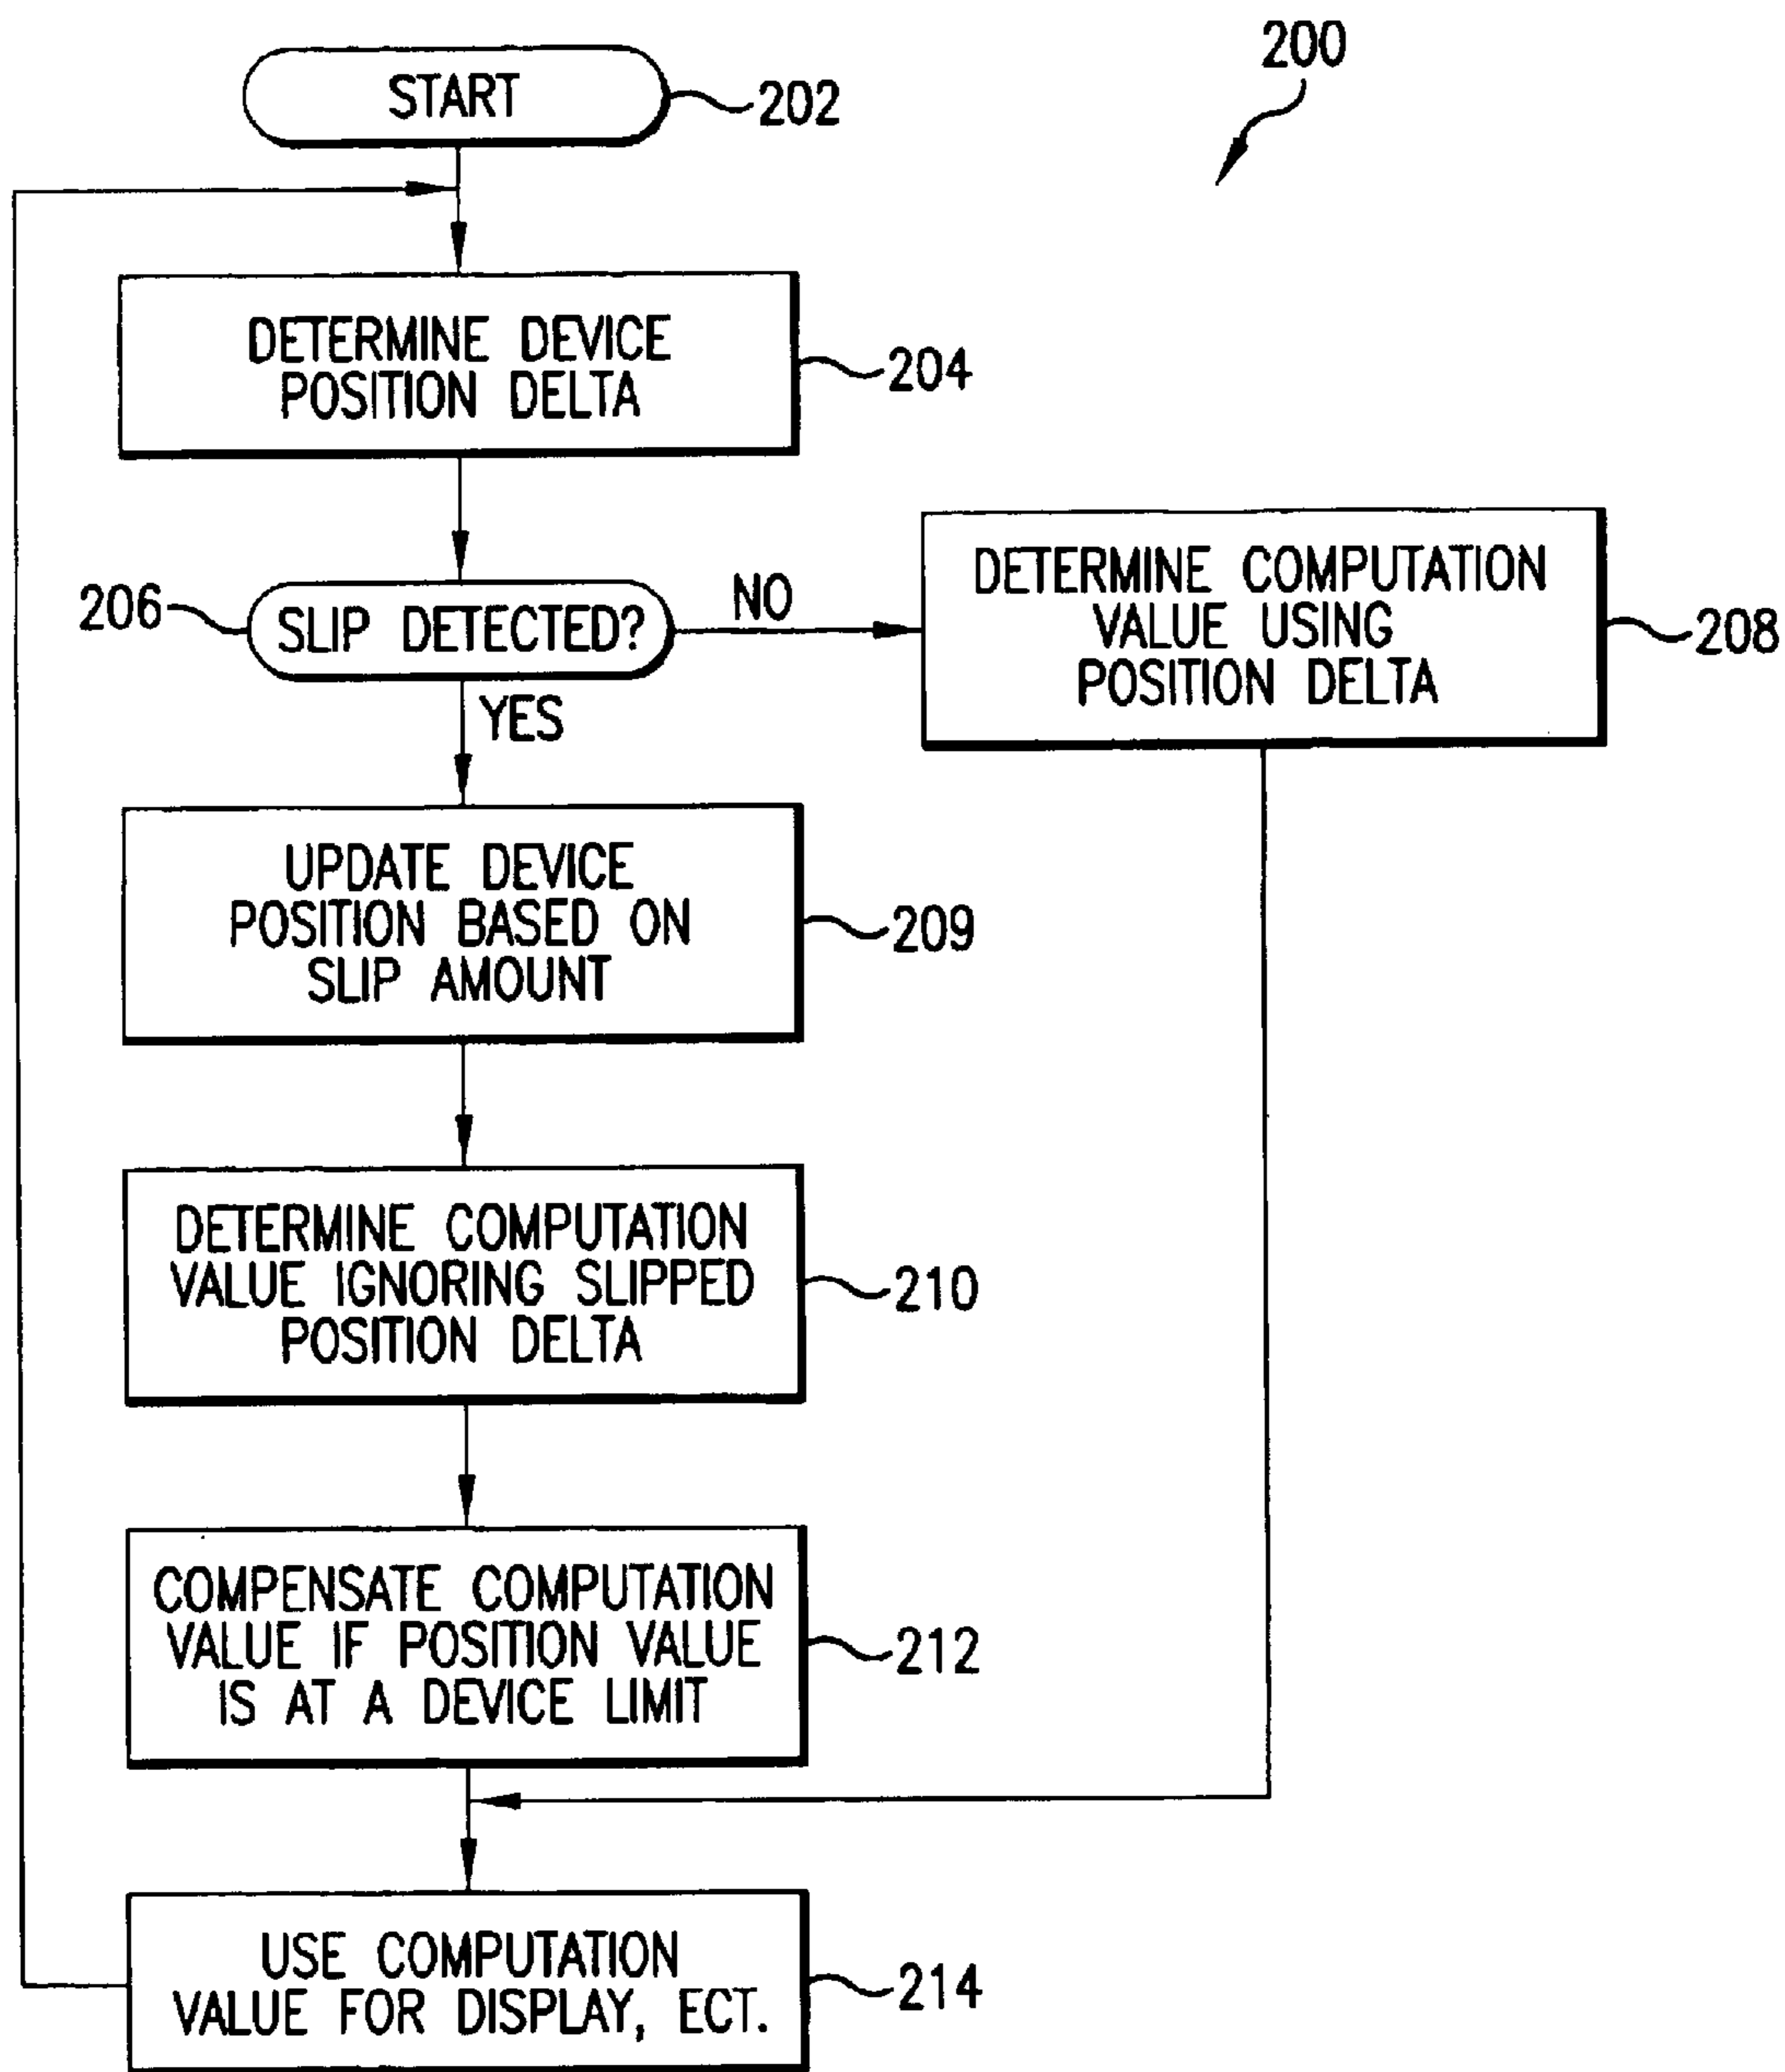 200
START
202
DETERMINE DEVICE
POSITION DELTA
204
206
SLIP DETECTED?
NO
YES
DETERMINE COMPUTATION
VALUE USING
POSITION DELTA
208
UPDATE DEVICE
POSITION BASED ON
SLIP AMOUNT
209
DETERMINE COMPUTATION
VALUE IGNORING SLIPPED
POSITION DELTA
210
COMPENSATE COMPUTATION
VALUE IF POSITION VALUE
IS AT A DEVICE LIMIT
212
USE COMPUTATION
VALUE FOR DISPLAY, ECT.
214